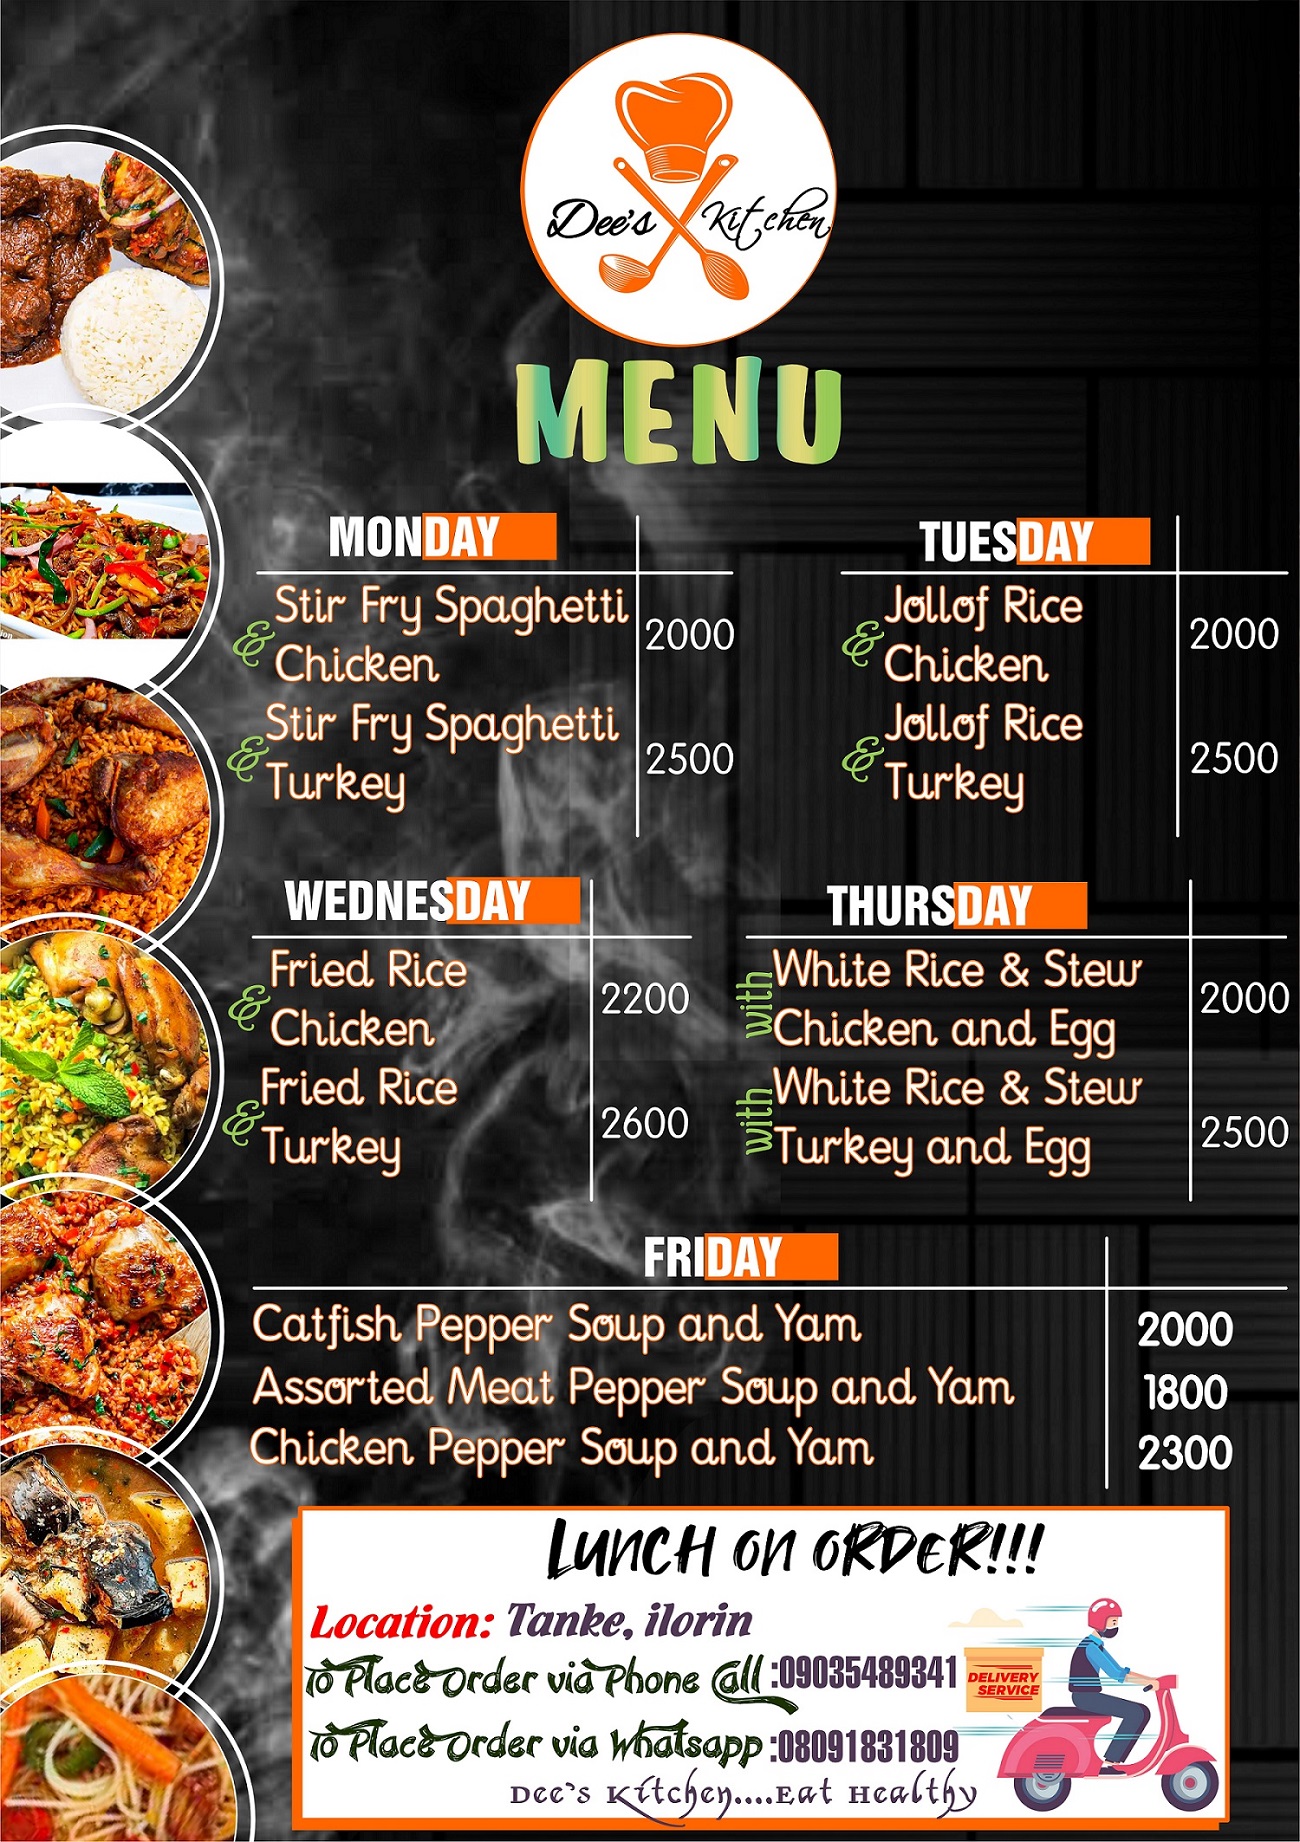 Dee's Kitchen
MENU
MONDAY
Stir Fry Spaghetti
& Chicken
2000
Stir Fry Spaghetti
& Turkey
2500
TUESDAY
Jollof Rice
& Chicken
2000
Jollof Rice
& Turkey
2500
WEDNESDAY
Fried Rice
& Chicken
2200
Fried Rice
& Turkey
2600
THURSDAY
White Rice & Stew
with Chicken and Egg
2000
White Rice & Stew
with Turkey and Egg
2500
FRIDAY
Catfish Pepper Soup and Yam 2000
Assorted Meat Pepper Soup and Yam 1800
Chicken Pepper Soup and Yam 2300
LUNCH ON ORDER!!!
Location: Tanke, ilorin
To Place Order via Phone Call :09035489341
To Place Order via Whatsapp :08091831809
DELIVERY
SERVICE
Dee's Kitchen....Eat Healthy